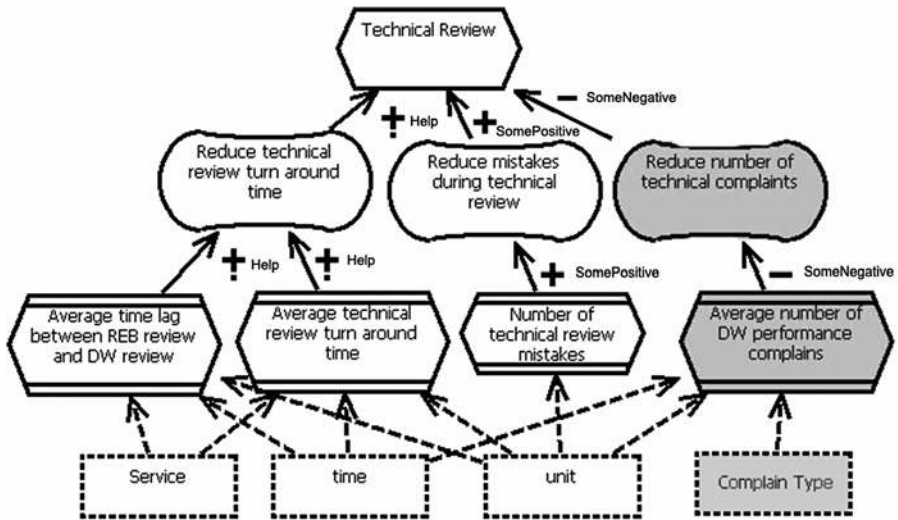 Technical Review
− SomeNegative
Help
+ SomePositive
Reduce technical
review turn around
time
Reduce mistakes
during technical
review
Reduce number of
technical complaints
Help
Help
+ SomePositive
− SomeNegative
Average time lag
between REB review
and DW review
Average technical
review turn around
time
Number of
technical review
mistakes
Average number of
DW performance
complains
Service
time
unit
Complain Type